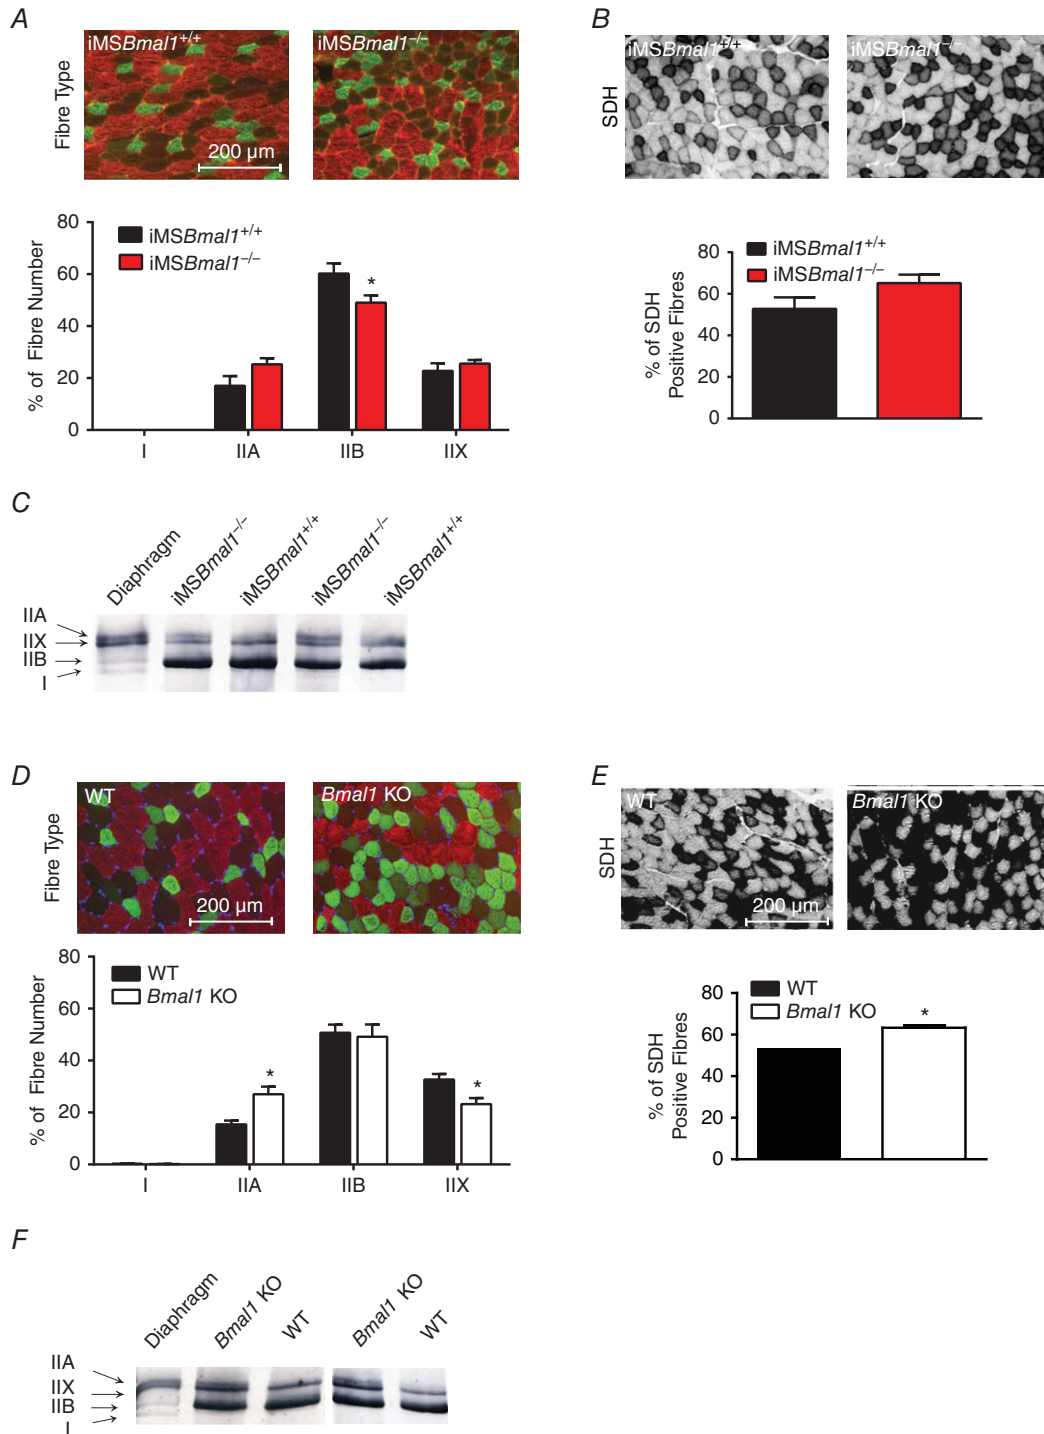 A
iMSBmal1+/+
iMSBmal1−/−
Fibre Type
200 µm
80
60
40
20
0
% of Fibre Number
iMSBmal1+/+
iMSBmal1−/−
*
I
IIA
IIB
IIX
B
iMSBmal1+/+
iMSBmal1−/−
SDH
iMSBmal1+/+
iMSBmal1−/−
80
60
40
20
0
% of SDH
Positive Fibres
C
Diaphragm
iMSBmal1−/−
iMSBmal1+/+
iMSBmal1−/−
iMSBmal1+/+
IIA
IIX
IIB
I
D
WT
Bmal1 KO
Fibre Type
200 µm
80
60
40
20
0
% of Fibre Number
WT
Bmal1 KO
*
*
I
IIA
IIB
IIX
E
WT
Bmal1 KO
SDH
200 µm
WT
Bmal1 KO
*
80
60
40
20
0
% of SDH
Positive Fibres
F
Diaphragm
Bmal1 KO
WT
Bmal1 KO
WT
IIA
IIX
IIB
I